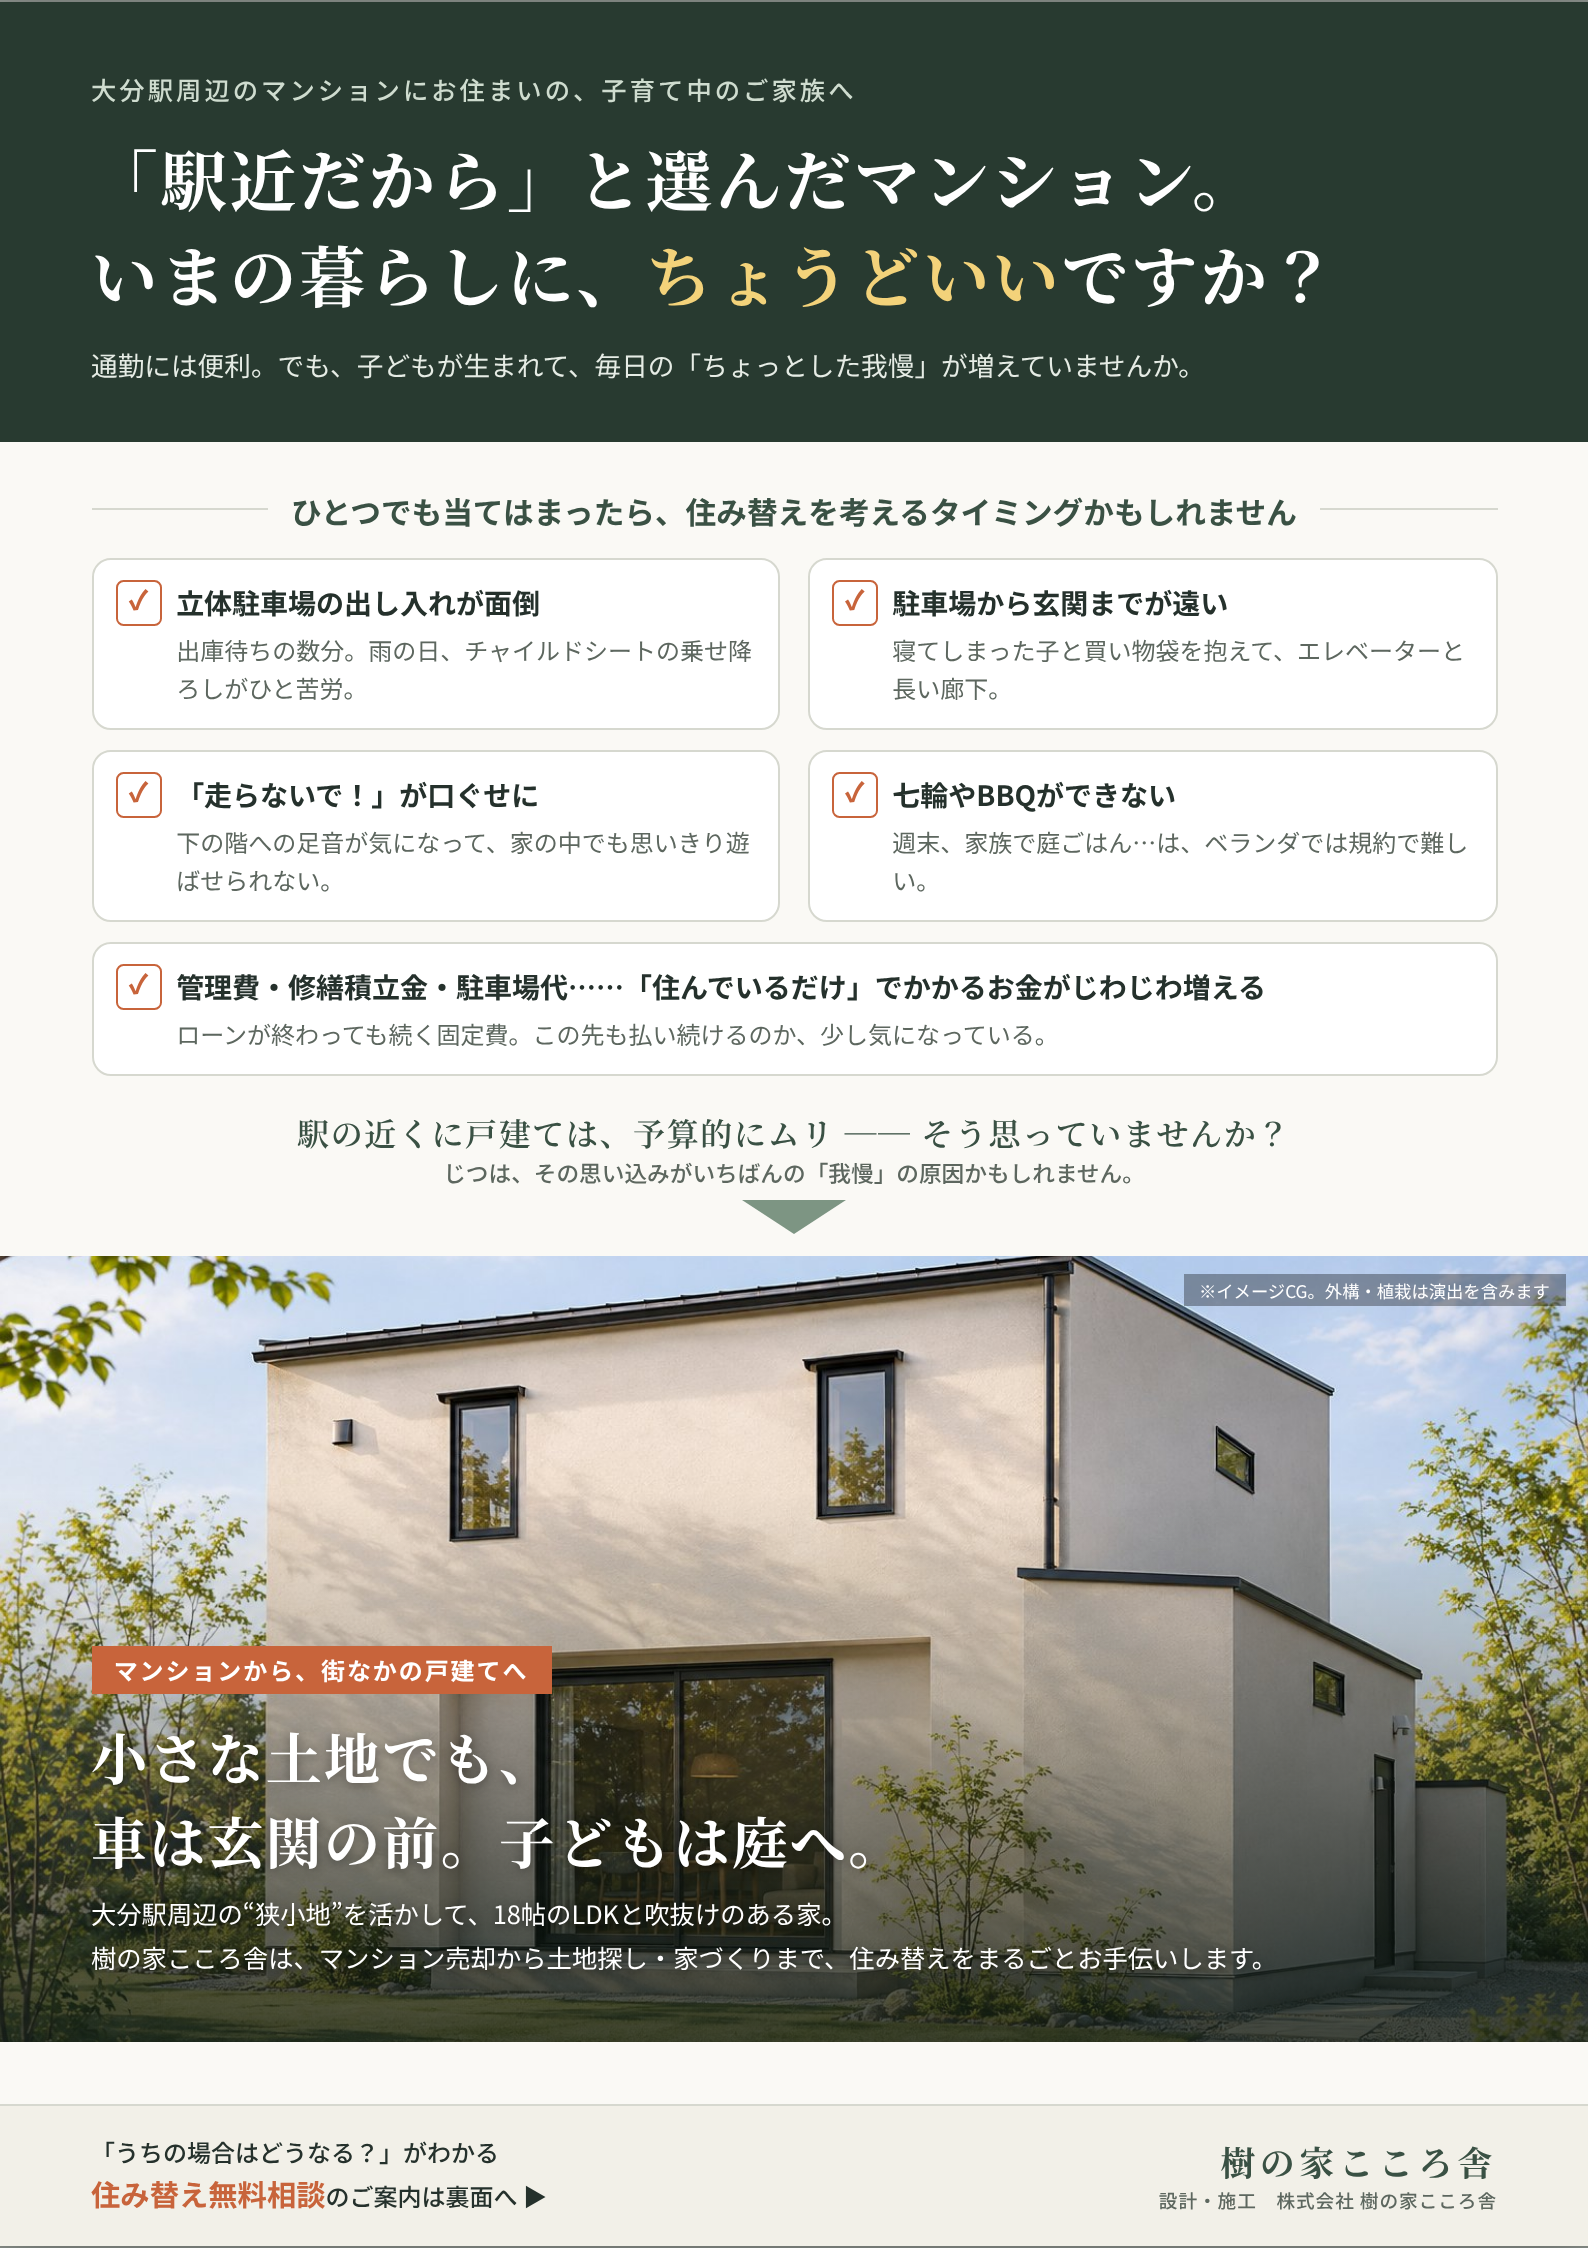 大分駅周辺のマンションにお住まいの、子育て中のご家族へ
「駅近だから」と選んだマンション。
いまの暮らしに、ちょうどいいですか？
通勤には便利。でも、子どもが生まれて、毎日の「ちょっとした我慢」が増えていませんか。
ひとつでも当てはまったら、住み替えを考えるタイミングかもしれません
✓ 立体駐車場の出し入れが面倒
出庫待ちの数分。雨の日、チャイルドシートの乗せ降
ろしがひと苦労。
✓ 駐車場から玄関までが遠い
寝てしまった子と買い物袋を抱えて、エレベーターと
長い廊下。
✓ 「走らないで！」が口ぐせに
下の階への足音が気になって、家の中でも思いきり遊
ばせられない。
✓ 七輪やBBQができない
週末、家族で庭ごはん…は、ベランダでは規約で難し
い。
✓ 管理費・修繕積立金・駐車場代……「住んでいるだけ」でかかるお金がじわじわ増える
ローンが終わっても続く固定費。この先も払い続けるのか、少し気になっている。
駅の近くに戸建ては、予算的にムリ —— そう思っていませんか？
じつは、その思い込みがいちばんの「我慢」の原因かもしれません。
※イメージCG。外構・植栽は演出を含みます
マンションから、街なかの戸建てへ
小さな土地でも、
車は玄関の前。子どもは庭へ。
大分駅周辺の“狭小地”を活かして、18帖のLDKと吹抜けのある家。
樹の家こころ舎は、マンション売却から土地探し・家づくりまで、住み替えをまるごとお手伝いします。
「うちの場合はどうなる？」がわかる
住み替え無料相談のご案内は裏面へ ▶
樹の家こころ舎
設計・施工　株式会社 樹の家こころ舎